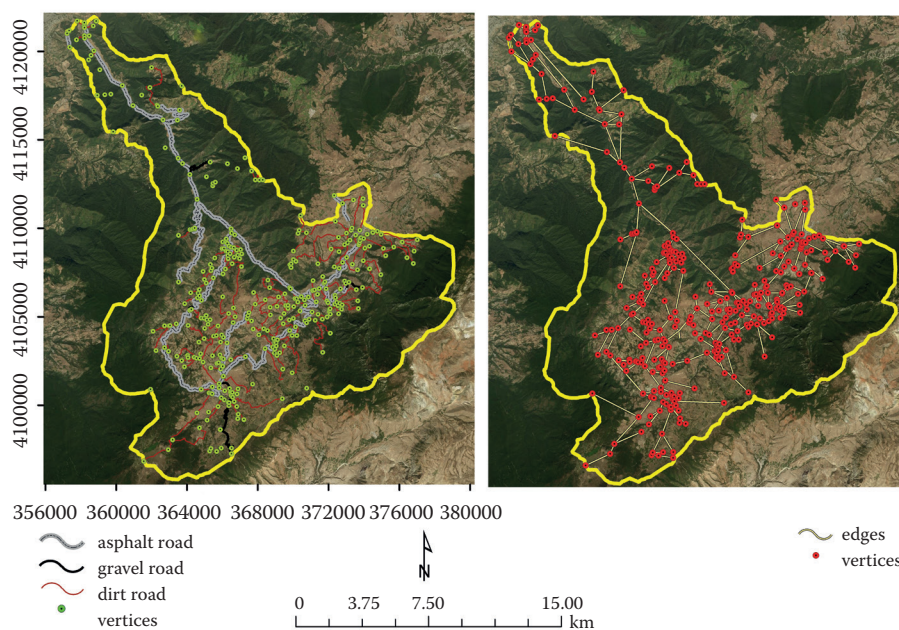 4120000
4115000
4110000
4105000
4100000
356000 360000 364000 368000 372000 376000 380000
asphalt road
gravel road
dirt road
vertices
N
0 3.75 7.50 15.00
km
edges
vertices